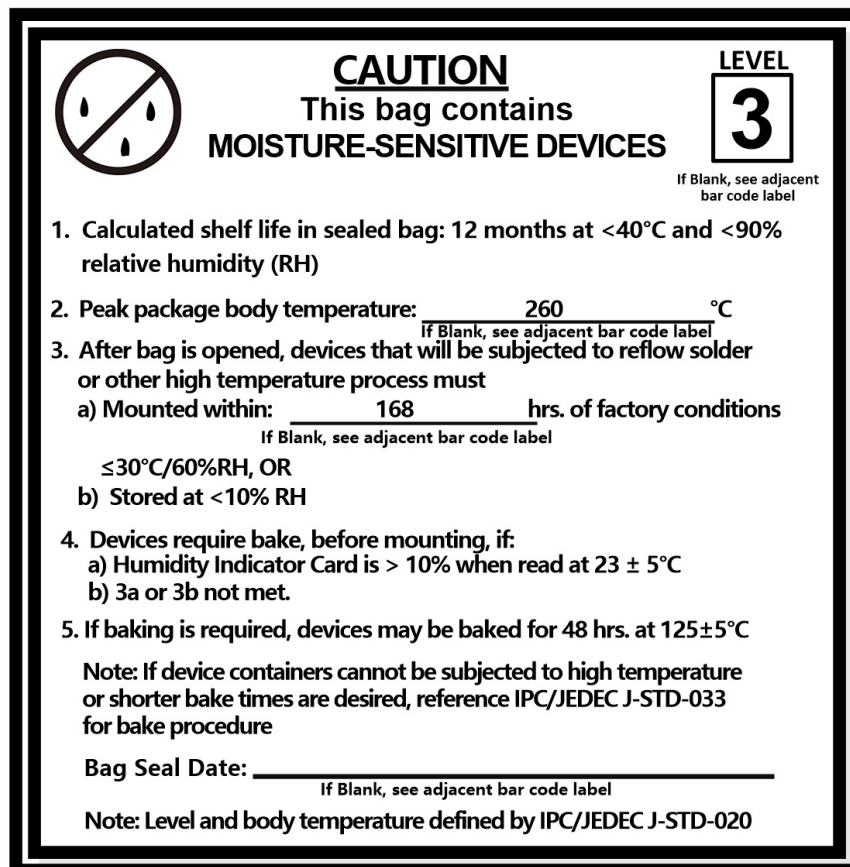 CAUTION
This bag contains
MOISTURE-SENSITIVE DEVICES
LEVEL
3
If Blank, see adjacent
bar code label
1. Calculated shelf life in sealed bag: 12 months at <40°C and <90%
relative humidity (RH)
2. Peak package body temperature: 260 °C
If Blank, see adjacent bar code label
3. After bag is opened, devices that will be subjected to reflow solder
or other high temperature process must
a) Mounted within: 168 hrs. of factory conditions
If Blank, see adjacent bar code label
≤30°C/60%RH, OR
b) Stored at <10% RH
4. Devices require bake, before mounting, if:
a) Humidity Indicator Card is > 10% when read at 23 ± 5°C
b) 3a or 3b not met.
5. If baking is required, devices may be baked for 48 hrs. at 125±5°C
Note: If device containers cannot be subjected to high temperature
or shorter bake times are desired, reference IPC/JEDEC J-STD-033
for bake procedure
Bag Seal Date:
If Blank, see adjacent bar code label
Note: Level and body temperature defined by IPC/JEDEC J-STD-020